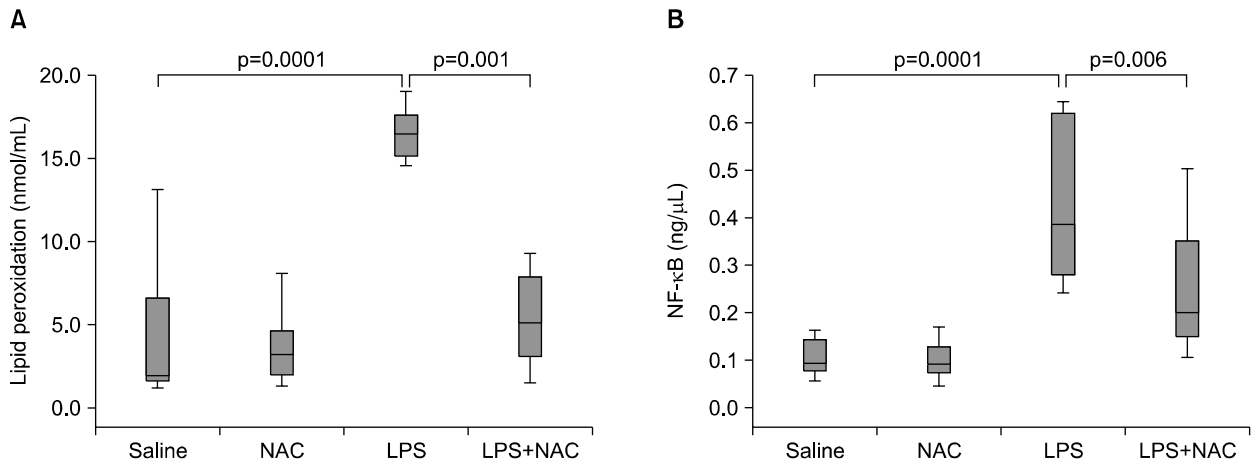 A
p=0.0001
p=0.001
20.0
15.0
10.0
5.0
0.0
Lipid peroxidation (nmol/mL)
Saline
NAC
LPS
LPS+NAC
B
p=0.0001
p=0.006
0.7
0.6
0.5
0.4
0.3
0.2
0.1
0.0
NF-κB (ng/μL)
Saline
NAC
LPS
LPS+NAC